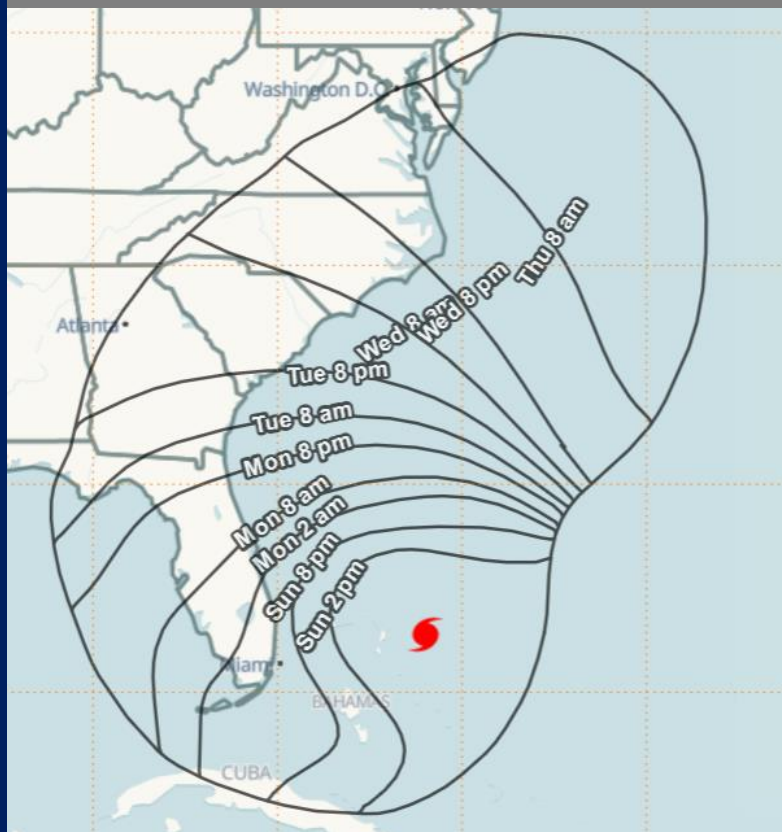 Washington D.C
Thu 8 am
Wed 8 pm
Wed 8 am
Atlanta
Tue 8 pm
Tue 8 am
Mon 8 pm
Mon 8 am
Mon 2 am
Sun 8 pm
Sun 2 pm
Miami
BAHAMAS
CUBA